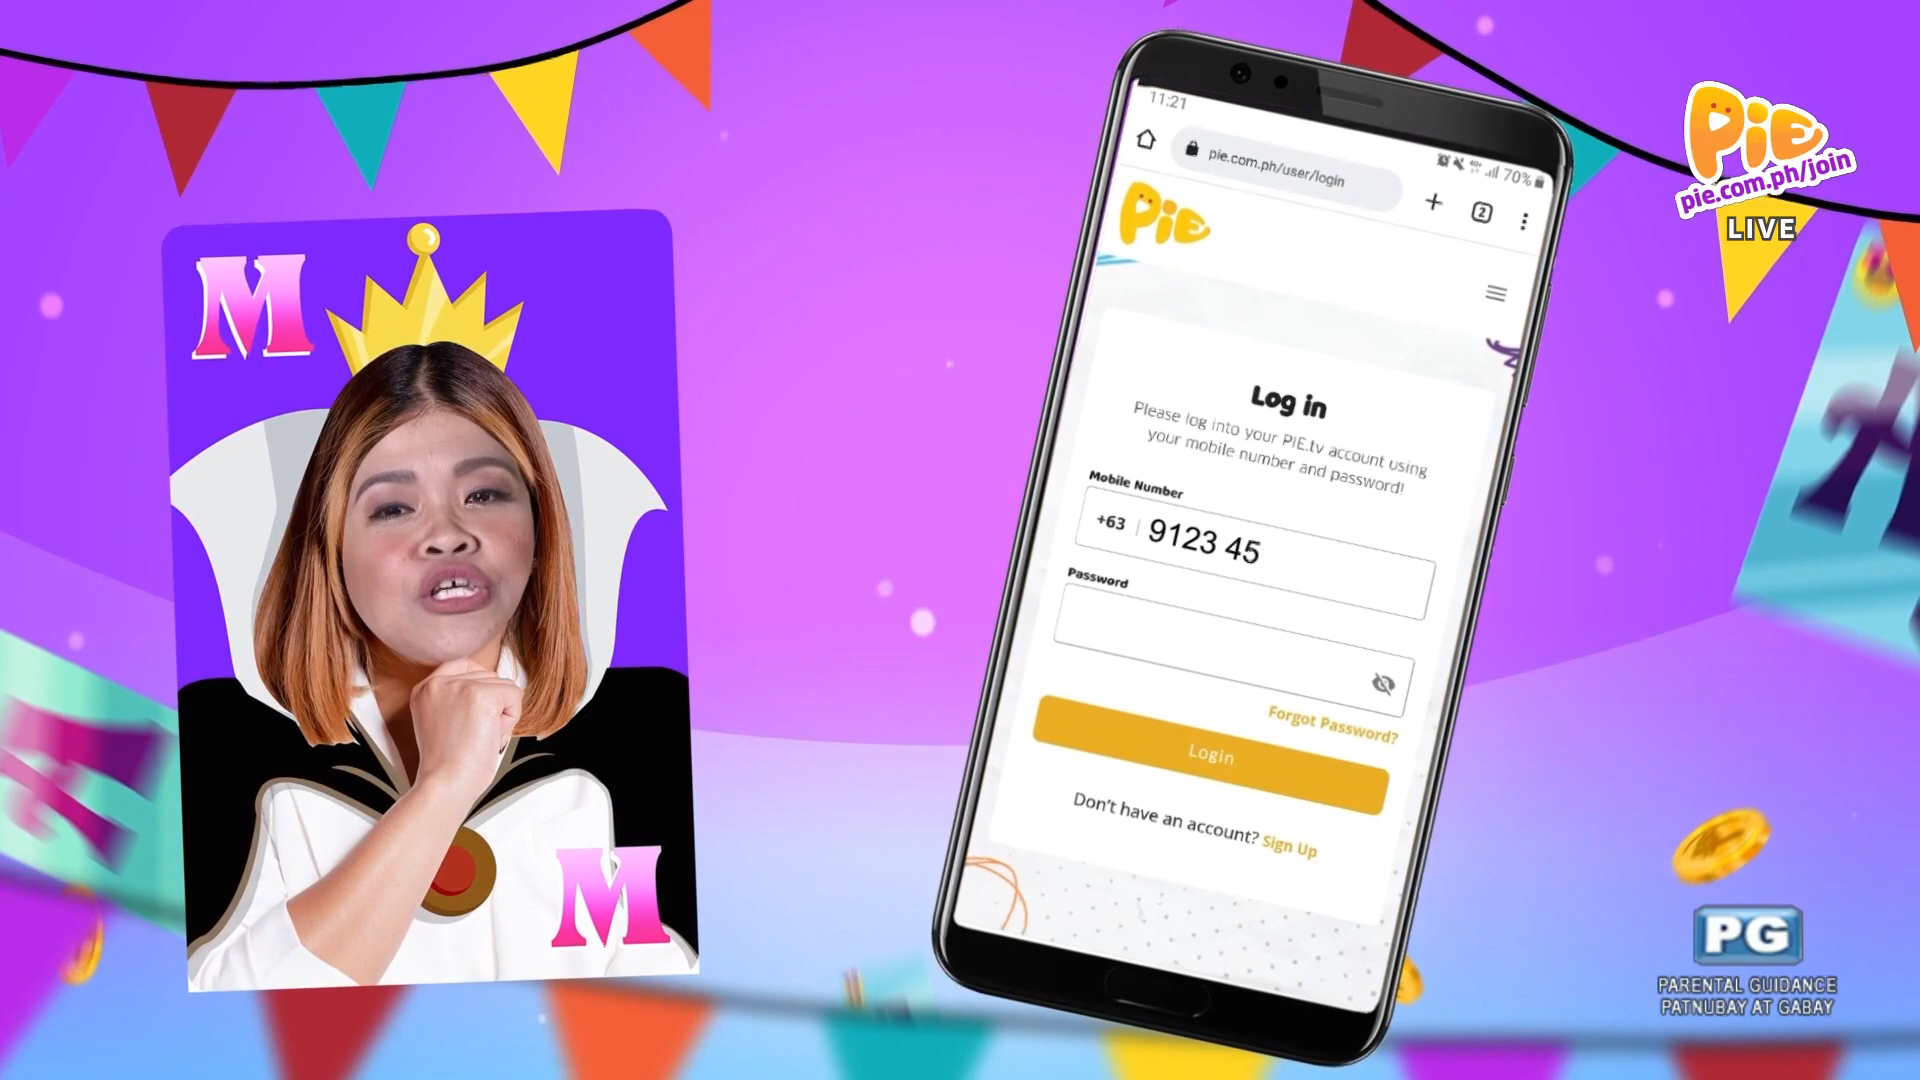 M
M
11:21
70%
pie.com.ph/user/login
2
PiE
Log in
Please log into your PIE.tv account using
your mobile number and password!
Mobile Number
+63 | 9123 45
Password
Forgot Password?
Login
Don't have an account? Sign Up
PiE
pie.com.ph/join
LIVE
PG
PARENTAL GUIDANCE
PATNUBAY AT GABAY